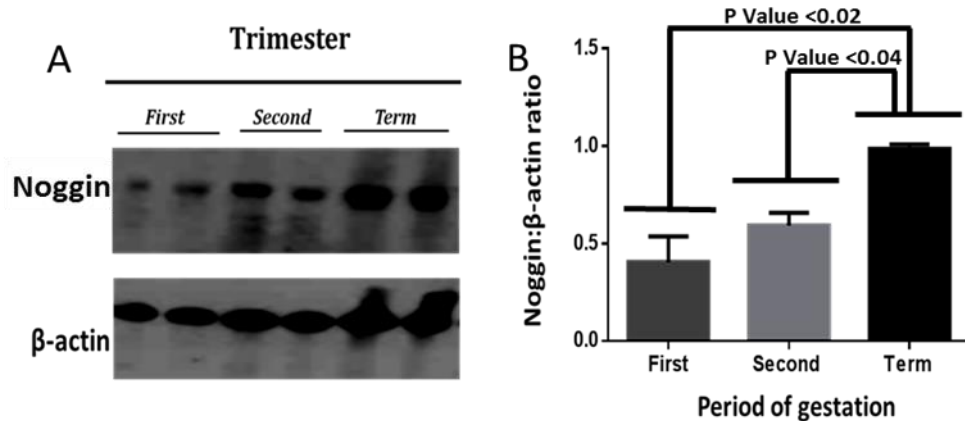 A
Trimester
First Second Term
Noggin
β-actin
B
P Value <0.02
P Value <0.04
Noggin:β-actin ratio
1.5
1.0
0.5
0.0
First Second Term
Period of gestation